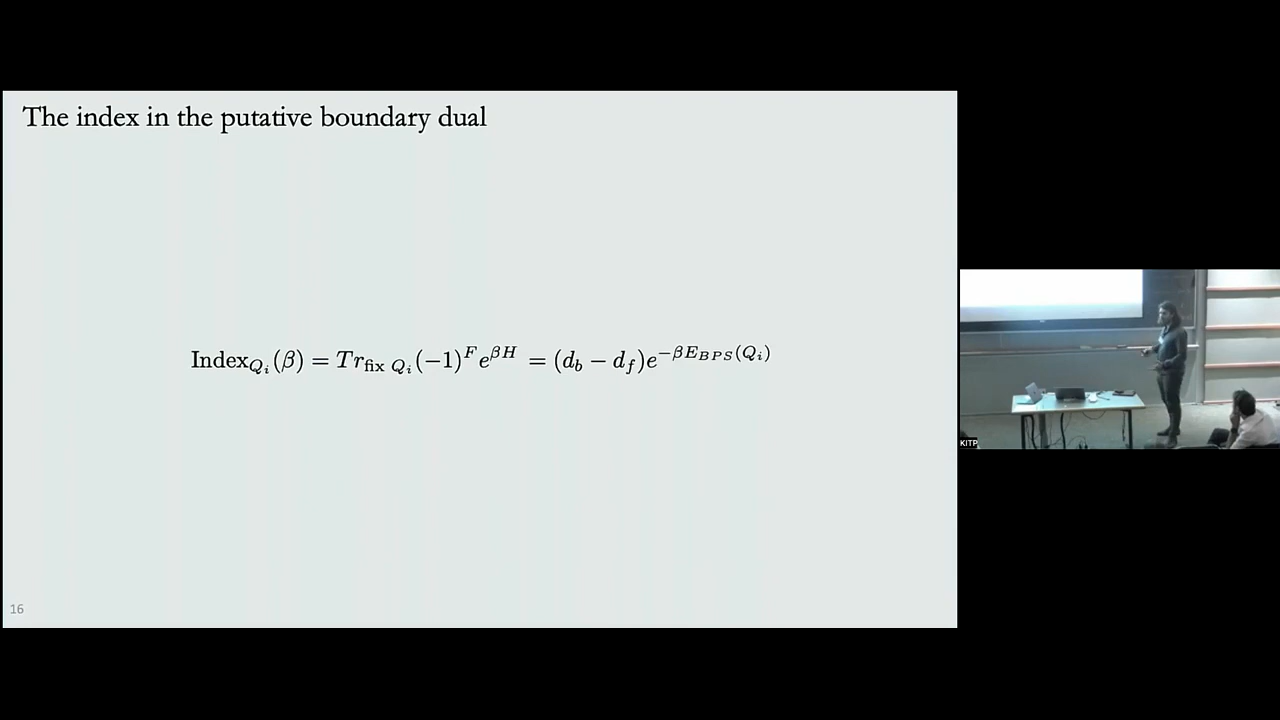 The index in the putative boundary dual
Index_{Q_i}(β) = Tr_{fix Q_i}(−1)^F e^{βH} = (d_b − d_f)e^{−βE_{BPS}(Q_i)}
16
KITP